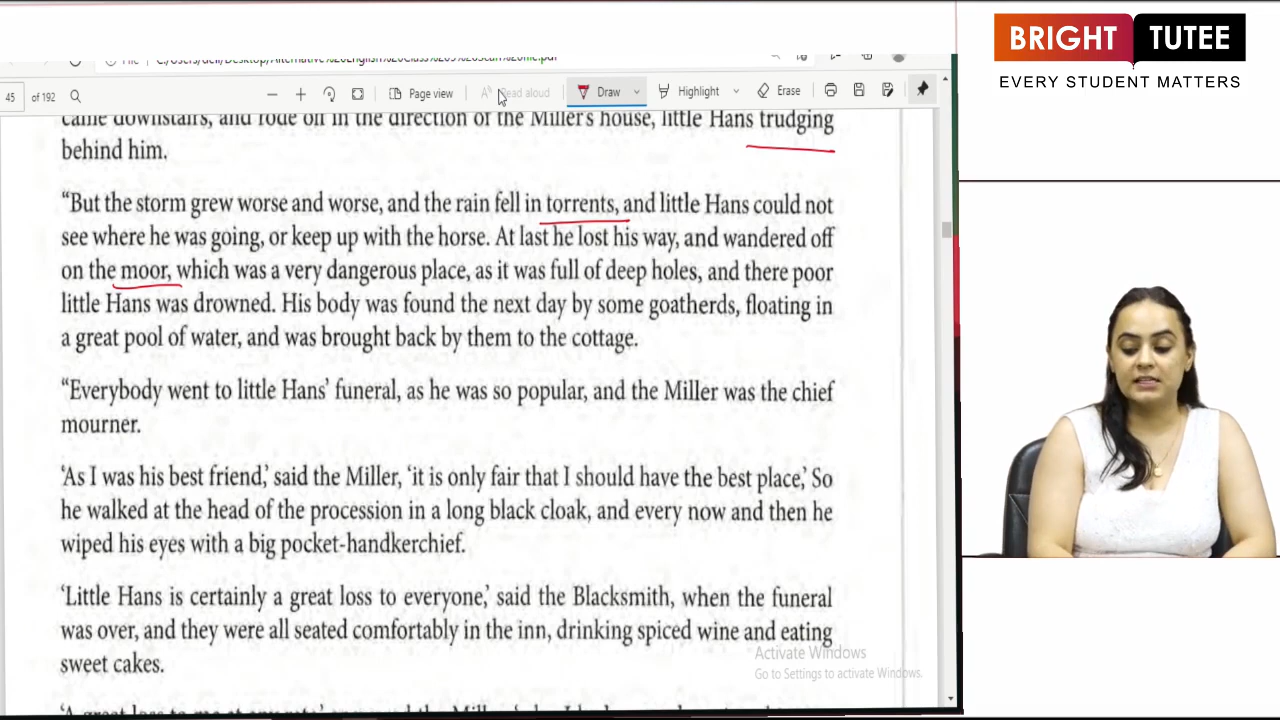 BRIGHT TUTEE
EVERY STUDENT MATTERS
45 of 192
Page view
Read aloud
Draw
Highlight
Erase
came downstairs, and rode off in the direction of the Miller's house, little Hans trudging
behind him.
“But the storm grew worse and worse, and the rain fell in torrents, and little Hans could not
see where he was going, or keep up with the horse. At last he lost his way, and wandered off
on the moor, which was a very dangerous place, as it was full of deep holes, and there poor
little Hans was drowned. His body was found the next day by some goatherds, floating in
a great pool of water, and was brought back by them to the cottage.
“Everybody went to little Hans’ funeral, as he was so popular, and the Miller was the chief
mourner.
‘As I was his best friend,’ said the Miller, ‘it is only fair that I should have the best place,’ So
he walked at the head of the procession in a long black cloak, and every now and then he
wiped his eyes with a big pocket-handkerchief.
‘Little Hans is certainly a great loss to everyone,’ said the Blacksmith, when the funeral
was over, and they were all seated comfortably in the inn, drinking spiced wine and eating
sweet cakes.
Activate Windows
Go to Settings to activate Windows.